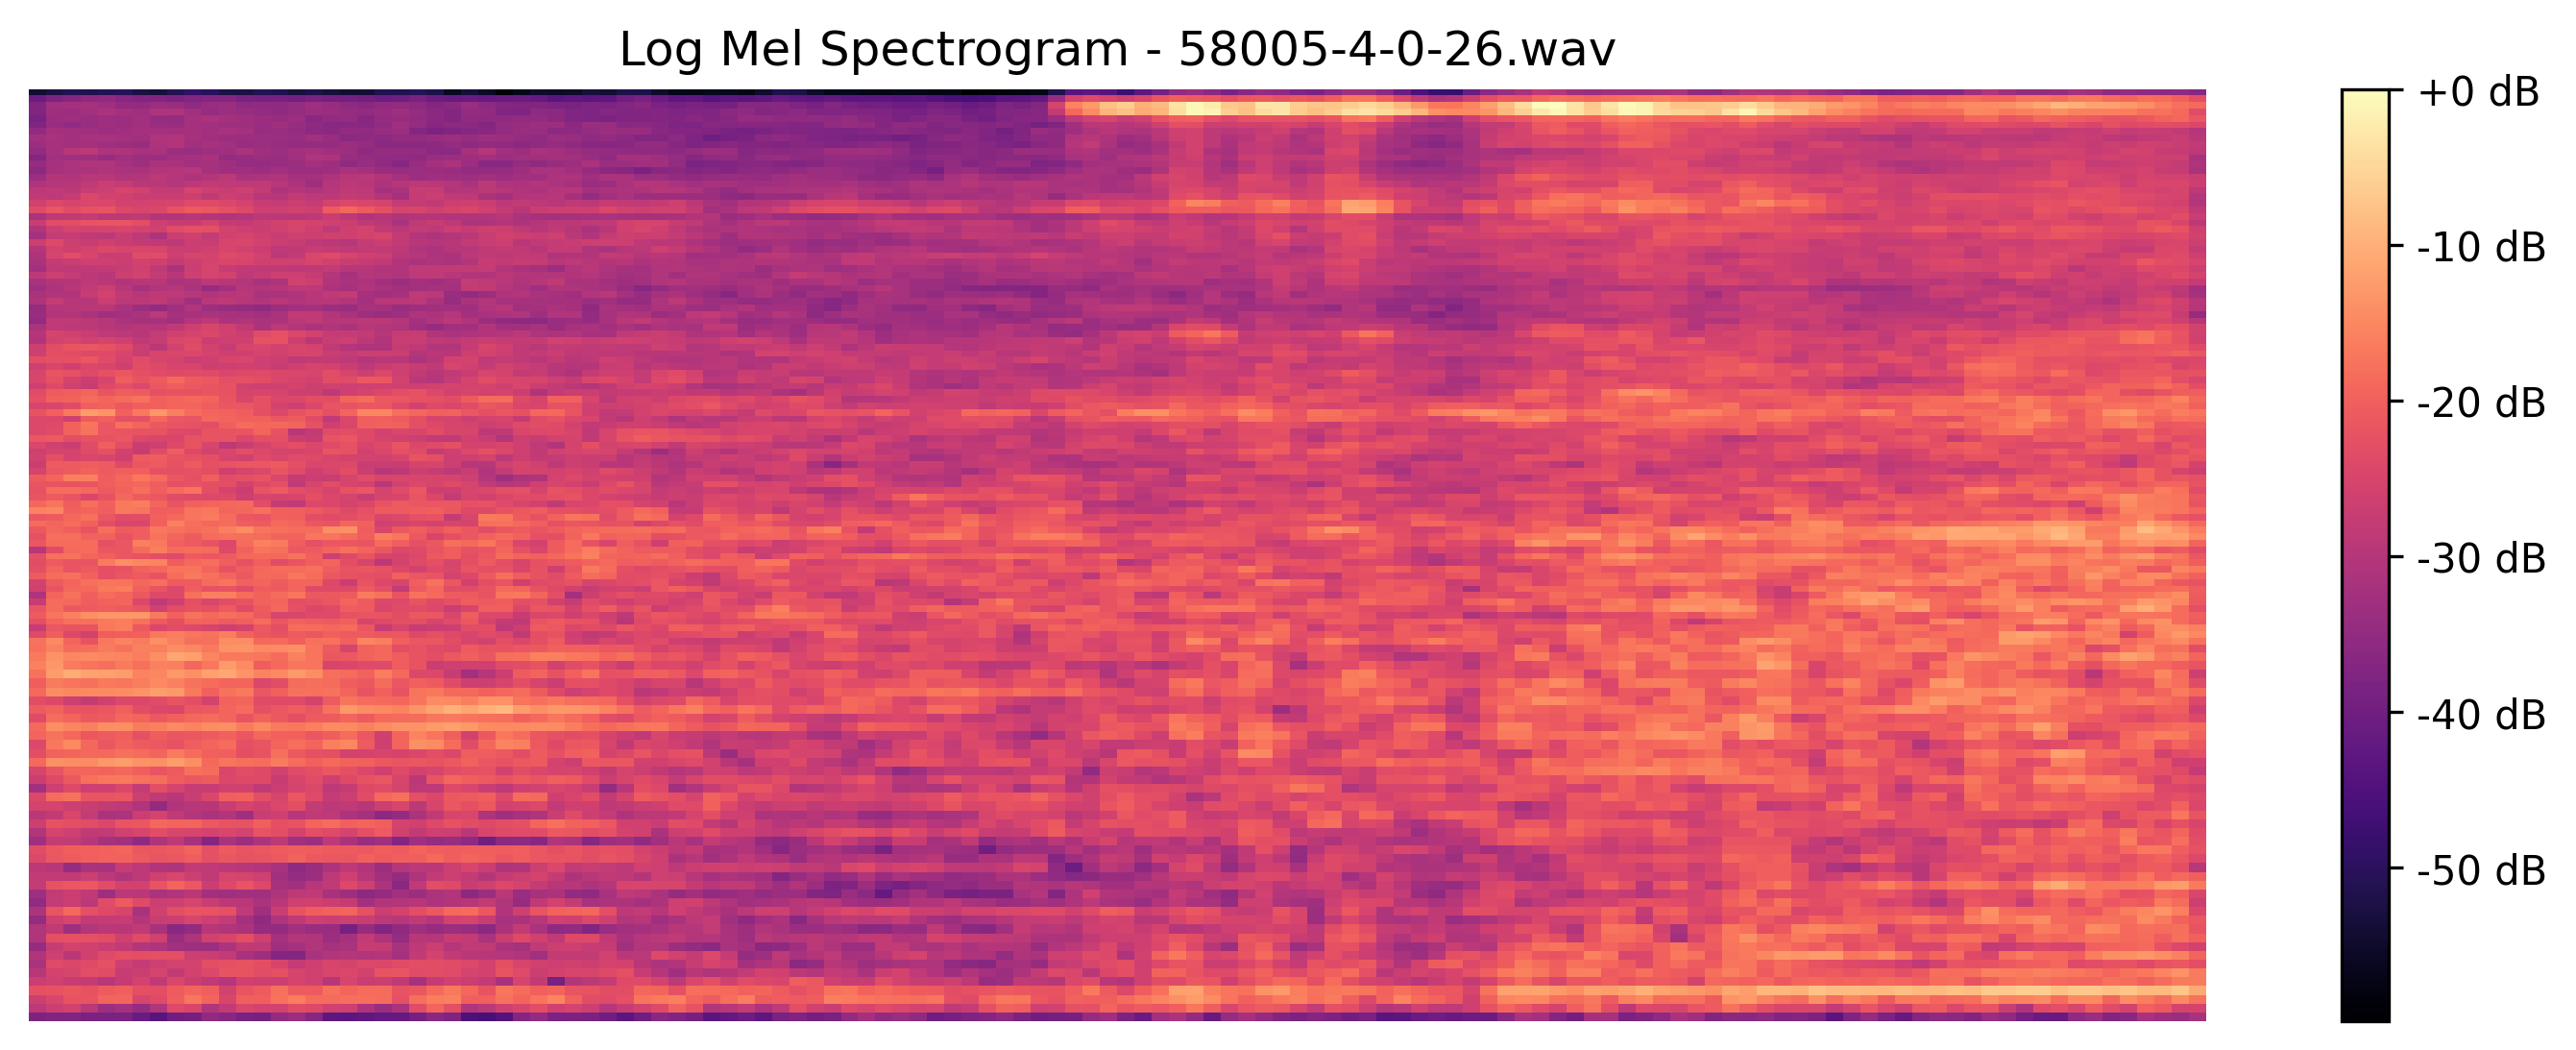 Log Mel Spectrogram - 58005-4-0-26.wav
+0 dB
-10 dB
-20 dB
-30 dB
-40 dB
-50 dB